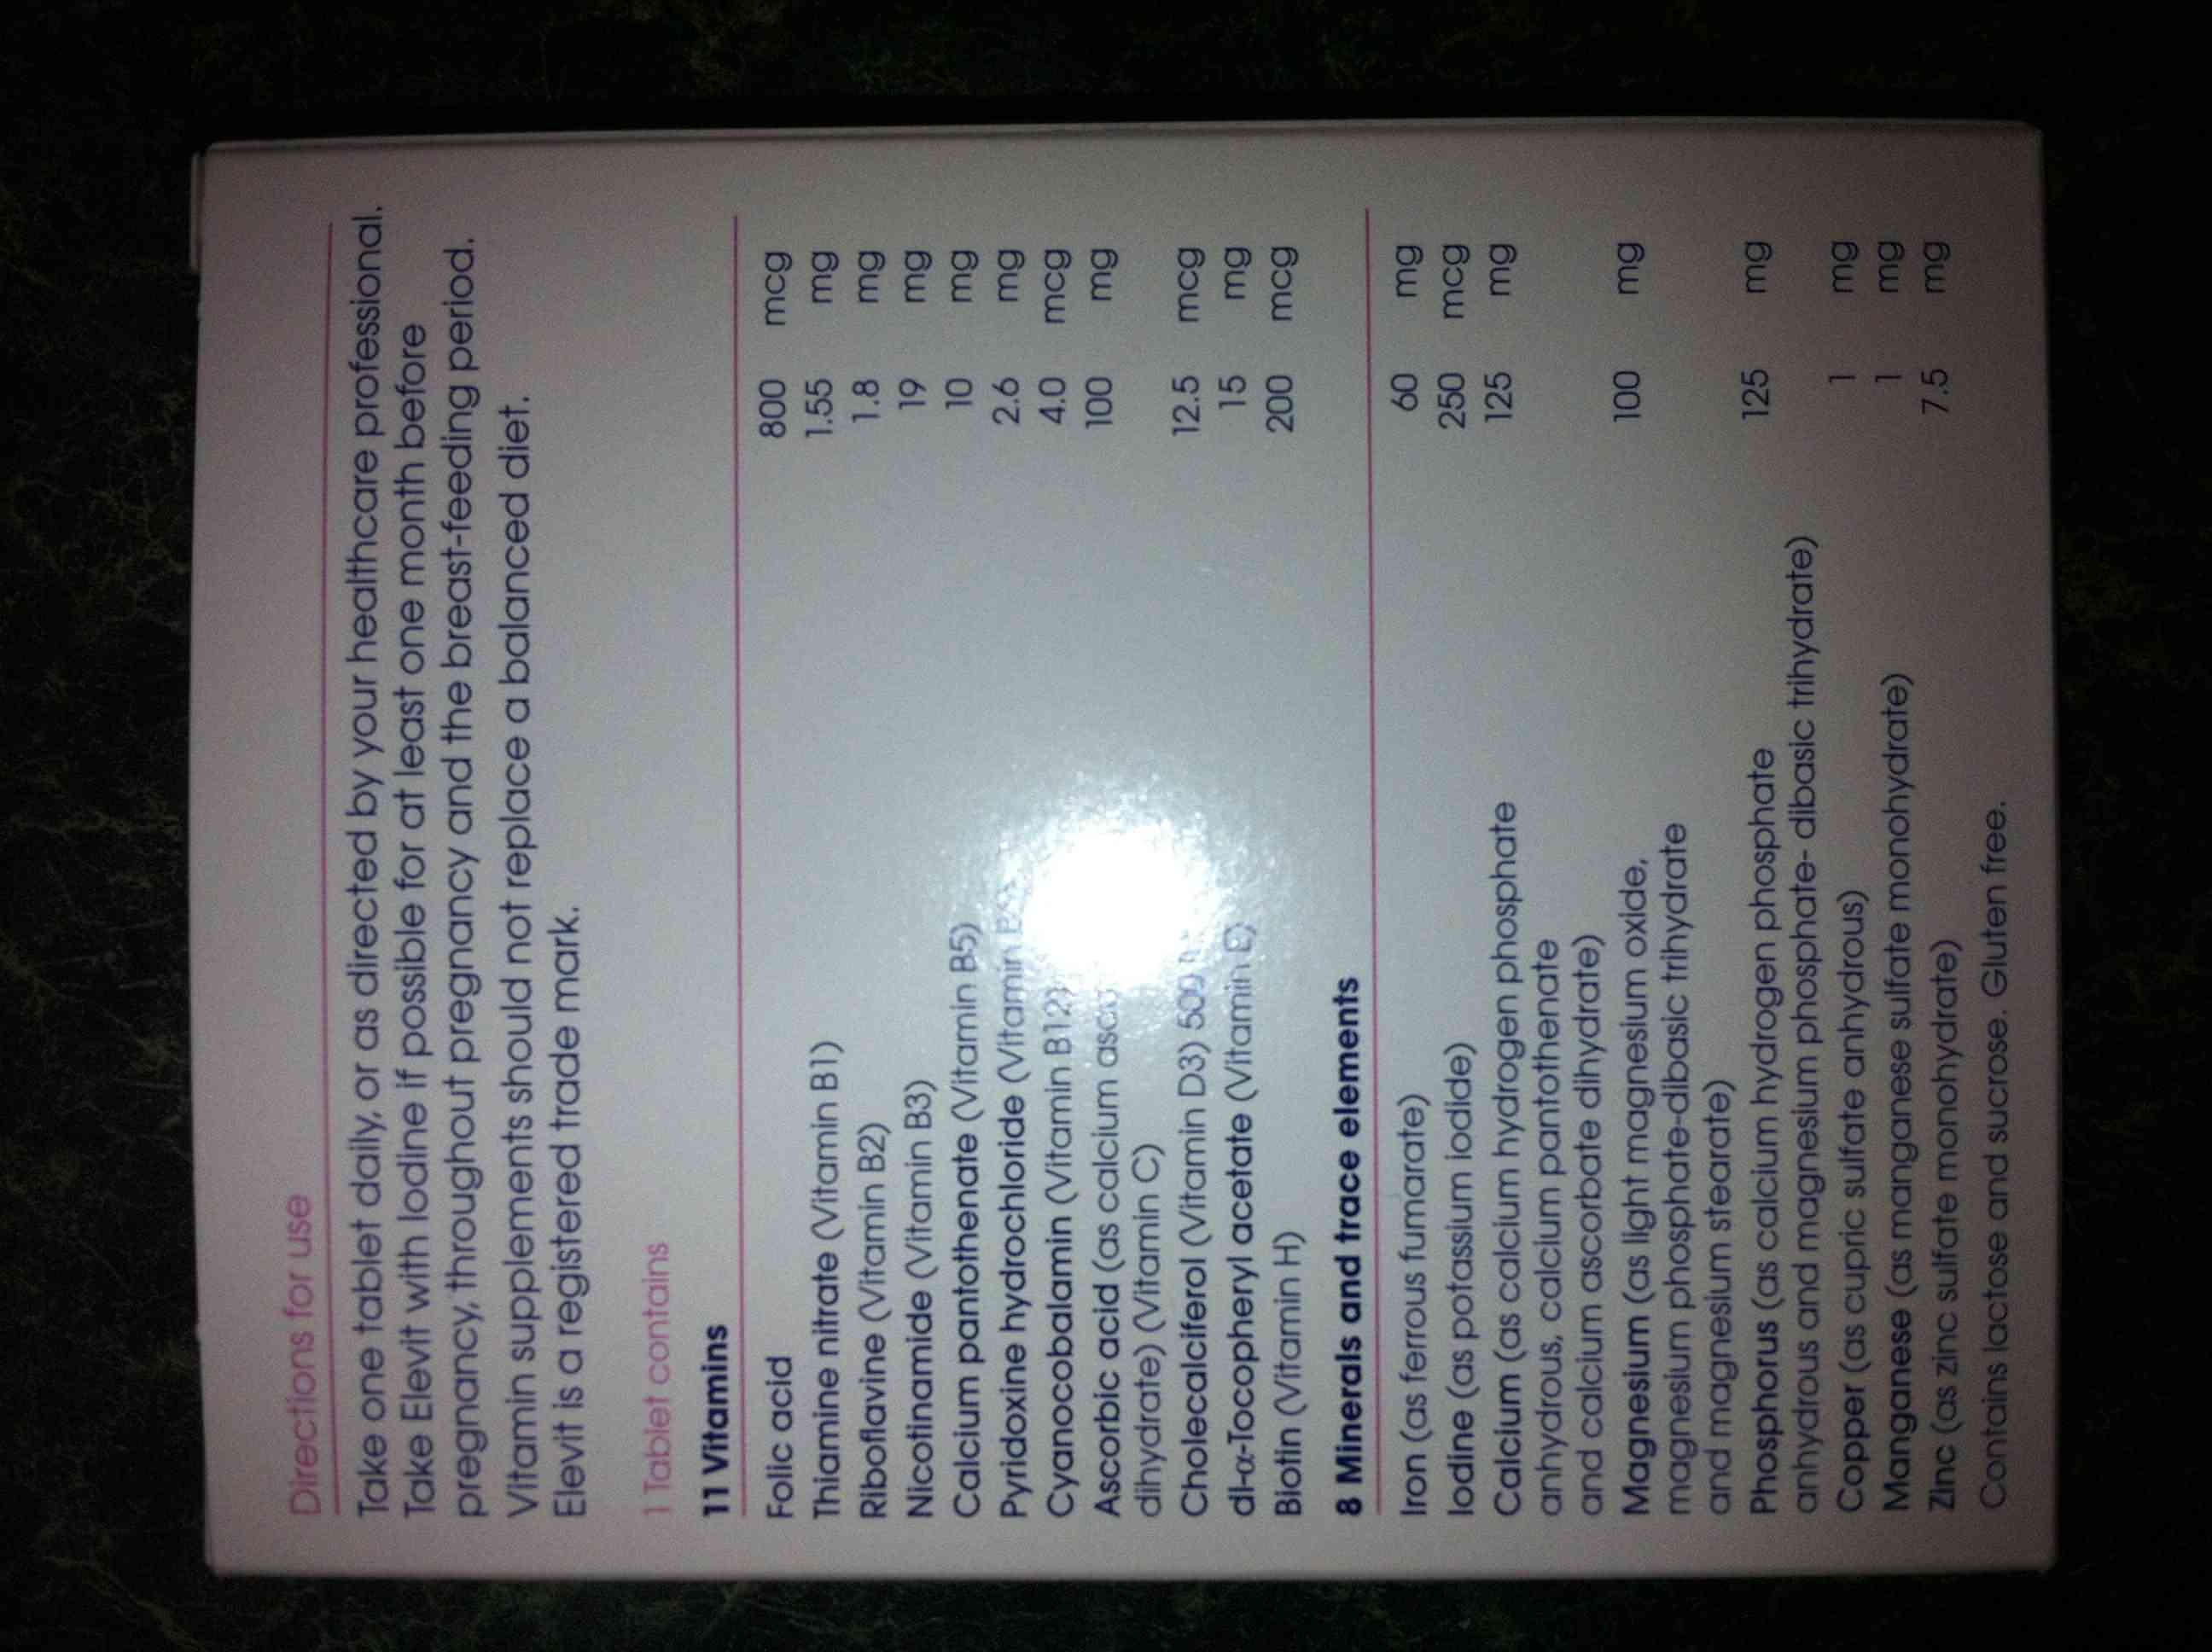 Directions for use
Take one tablet daily, or as directed by your healthcare professional.
Take Elevit with Iodine if possible for at least one month before
pregnancy, throughout pregnancy and the breast-feeding period.
Vitamin supplements should not replace a balanced diet.
Elevit is a registered trade mark.
1 Tablet contains
11 Vitamins
Folic acid 800 mcg
Thiamine nitrate (Vitamin B1) 1.55 mg
Riboflavine (Vitamin B2) 1.8 mg
Nicotinamide (Vitamin B3) 19 mg
Calcium pantothenate (Vitamin B5) 10 mg
Pyridoxine hydrochloride (Vitamin 2.6 mg
Cyanocobalamin (Vitamin B12) 4.0 mcg
Ascorbic acid (as calcium 100 mg
dihydrate) (Vitamin C)
Cholecalciferol (Vitamin D3) 12.5 mcg
dl-α-Tocopheryl acetate (Vitamin E) 15 mg
Biotin (Vitamin H) 200 mcg
8 Minerals and trace elements
Iron (as ferrous fumarate) 60 mg
Iodine (as potassium iodide) 250 mcg
Calcium (as calcium hydrogen phosphate 125 mg
anhydrous, calcium pantothenate
and calcium ascorbate dihydrate)
Magnesium (as light magnesium oxide, 100 mg
magnesium phosphate-dibasic trihydrate
and magnesium stearate)
Phosphorus (as calcium hydrogen phosphate 125 mg
anhydrous and magnesium phosphate- dibasic trihydrate)
Copper (as cupric sulfate anhydrous) 1 mg
Manganese (as manganese sulfate monohydrate) 1 mg
Zinc (as zinc sulfate monohydrate) 7.5 mg
Contains lactose and sucrose. Gluten free.